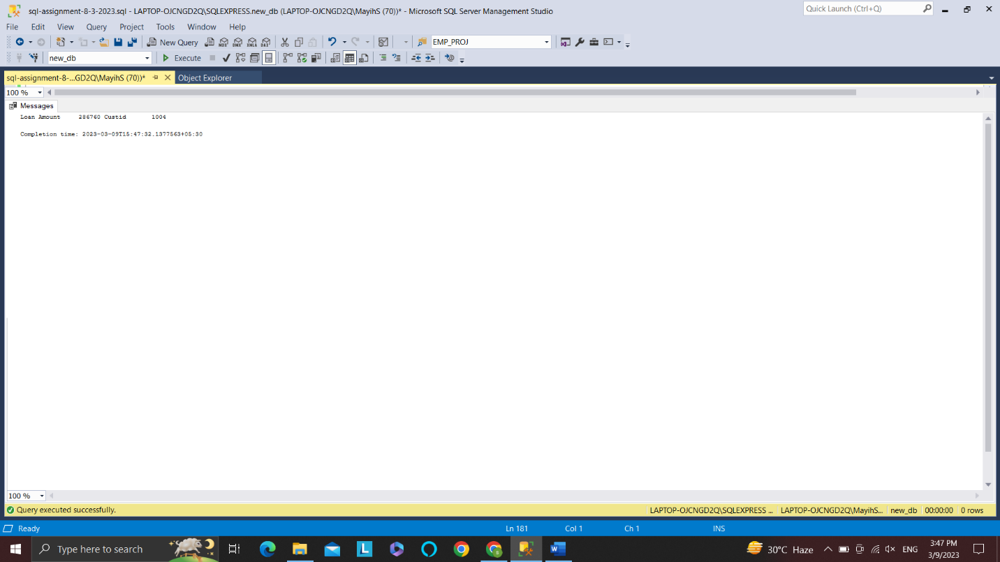 sql-assignment-8-3-2023.sql - LAPTOP-OJCNGD2Q\SQLEXPRESS.new_db (LAPTOP-OJCNGD2Q\MayihS (70))* - Microsoft SQL Server Management Studio
Quick Launch (Ctrl+Q)
File Edit View Query Project Tools Window Help
New Query MDX DMX XMLA DAX EMP_PROJ
new_db Execute
sql-assignment-8-...GD2Q\MayihS (70))* Object Explorer
100 %
Messages
Loan Amount 286760 Custid 1004
Completion time: 2023-03-09T15:47:32.1377563+05:30
100 %
Query executed successfully. LAPTOP-OJCNGD2Q\SQLEXPRESS ... LAPTOP-OJCNGD2Q\MayihS... new_db 00:00:00 0 rows
Ready Ln 181 Col 1 Ch 1 INS
Type here to search L W 30°C Haze ENG 3:47 PM
3/9/2023